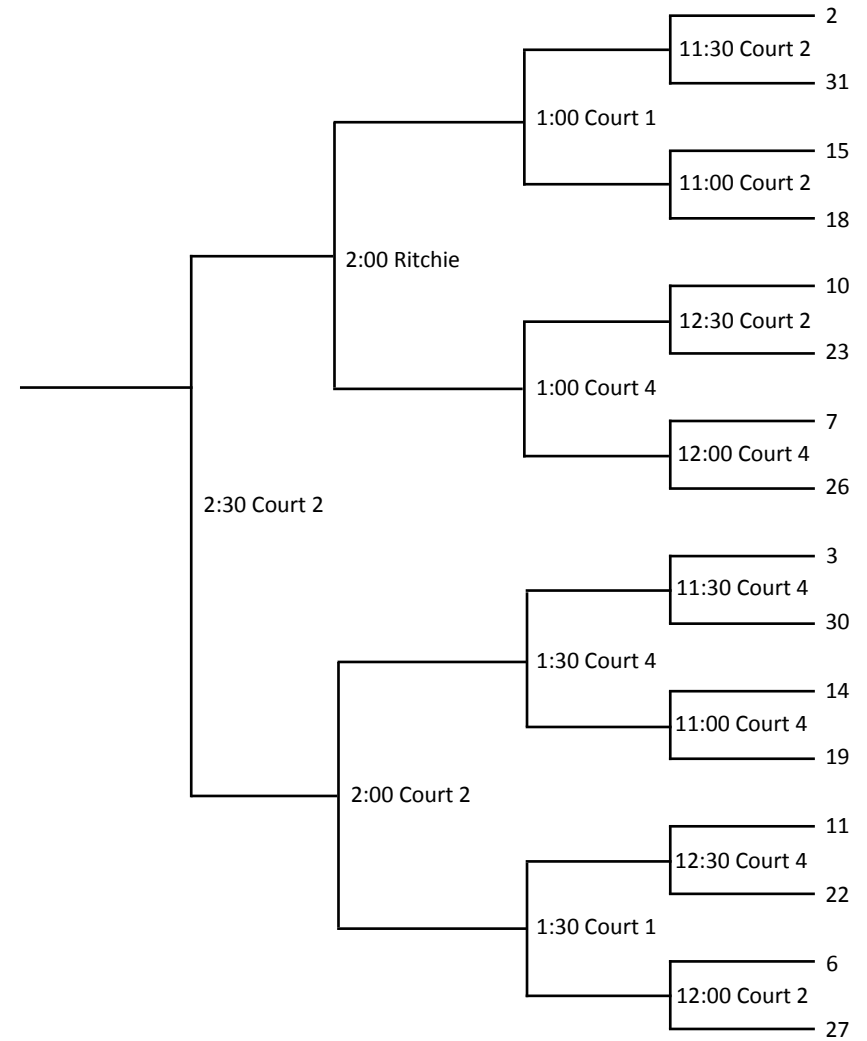 2
11:30 Court 2
31
1:00 Court 1
15
11:00 Court 2
18
2:00 Ritchie
10
12:30 Court 2
23
1:00 Court 4
7
12:00 Court 4
26
2:30 Court 2
3
11:30 Court 4
30
1:30 Court 4
14
11:00 Court 4
19
2:00 Court 2
11
12:30 Court 4
22
1:30 Court 1
6
12:00 Court 2
27